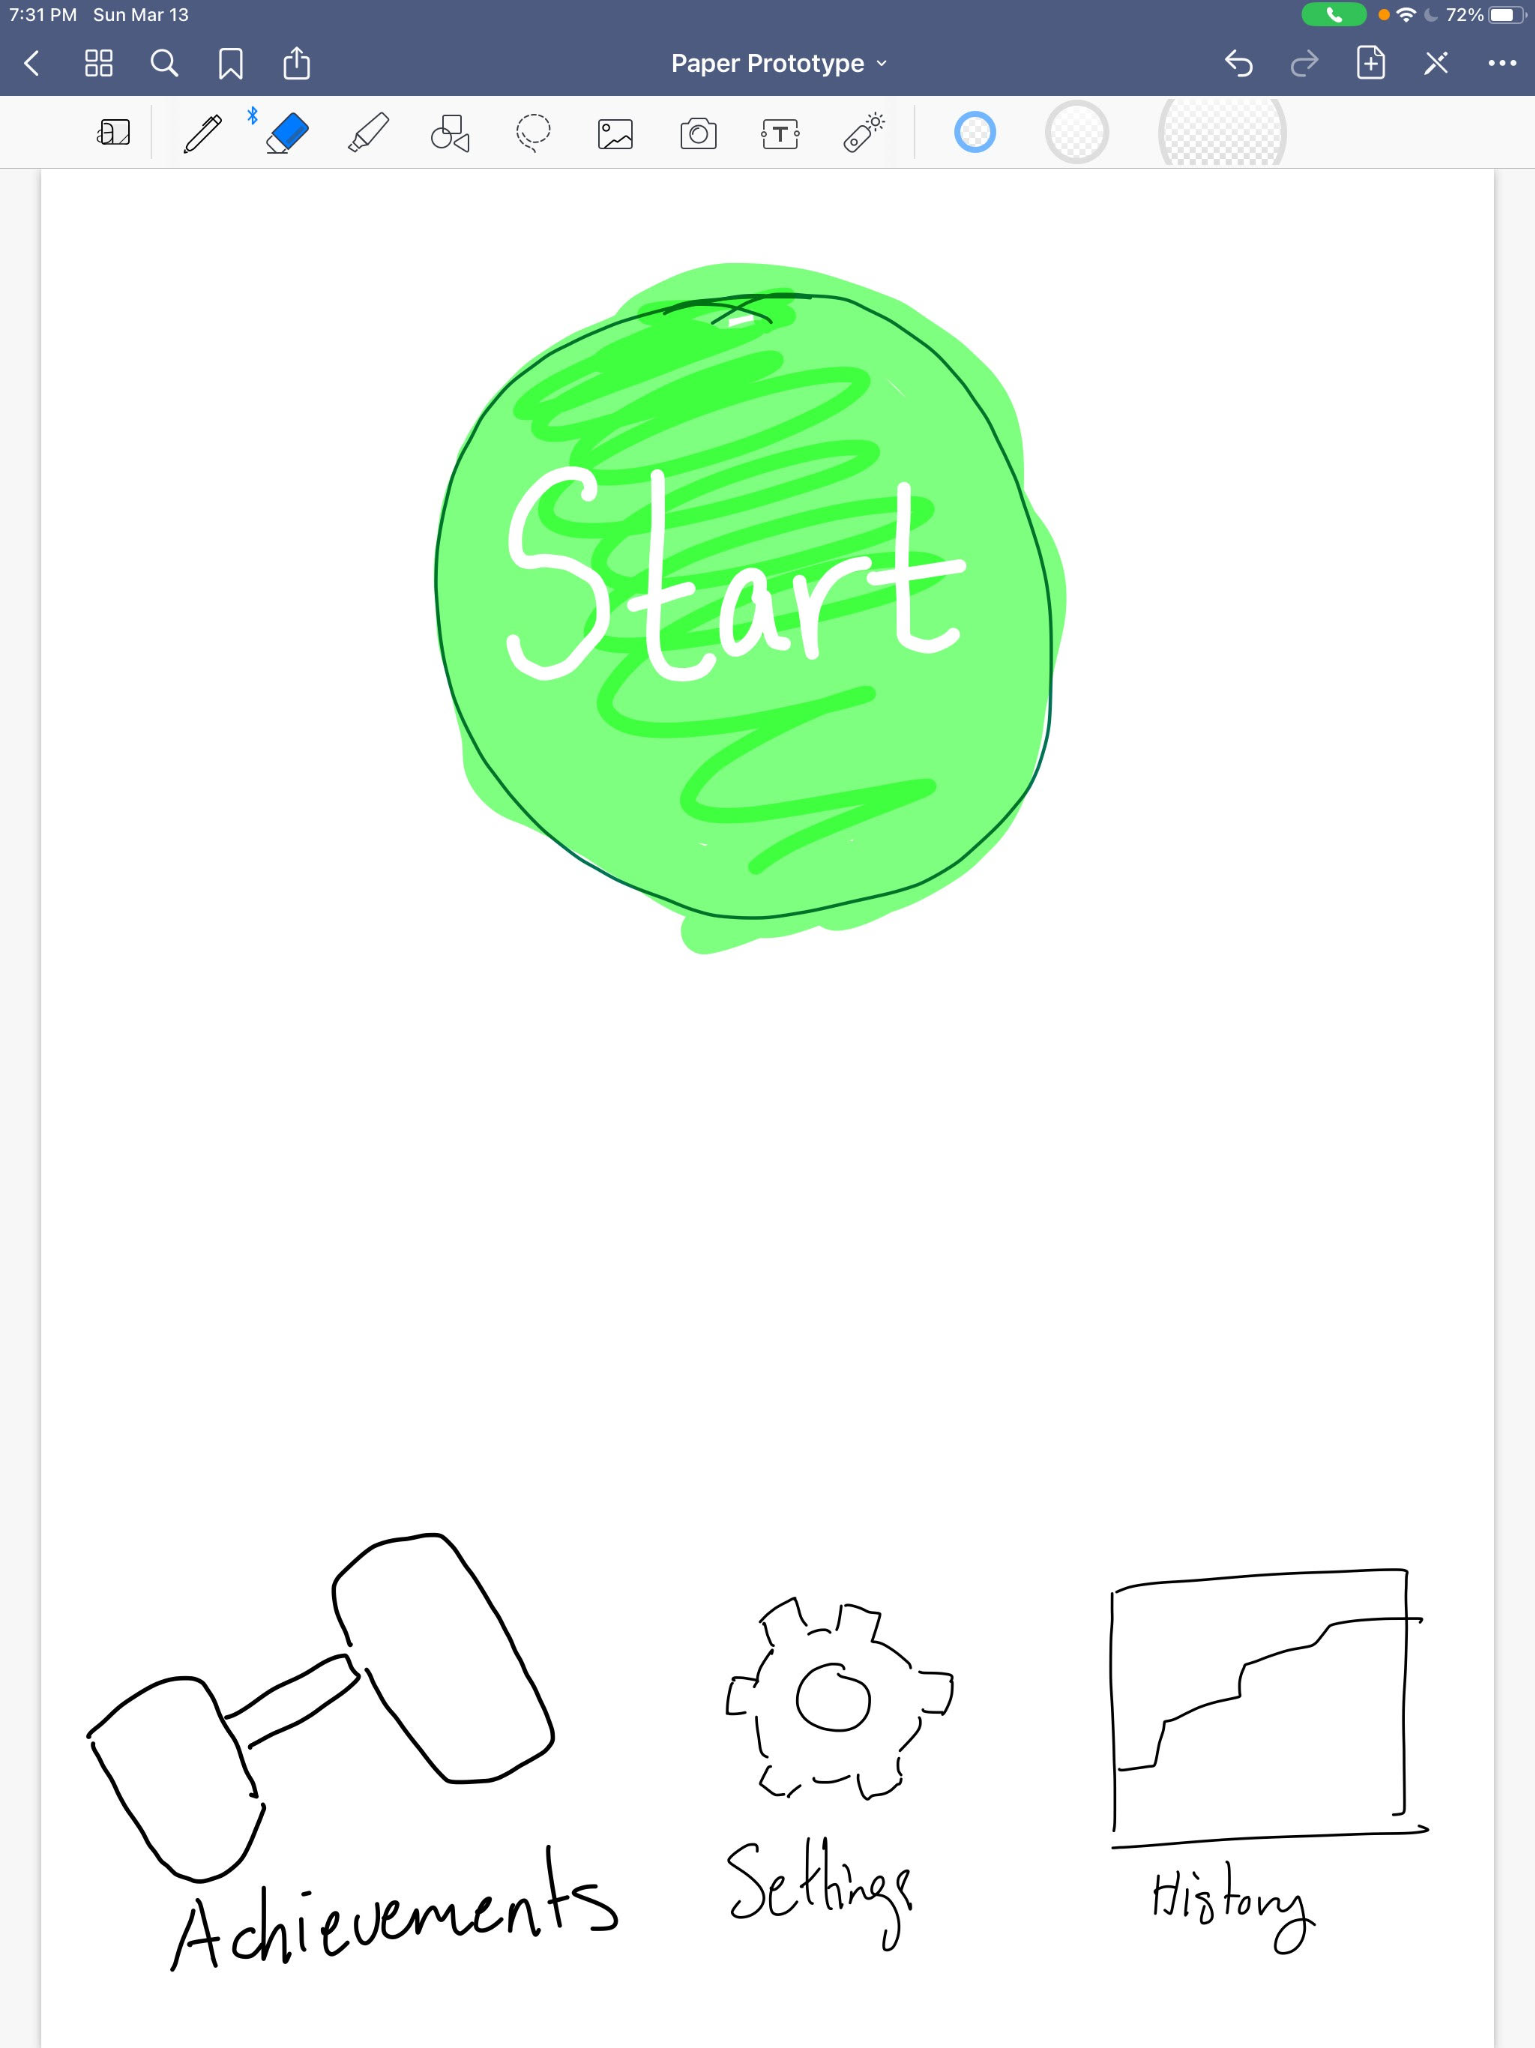 7:31 PM Sun Mar 13
72%
Paper Prototype
a
T
Start
Achievements
Settings
History